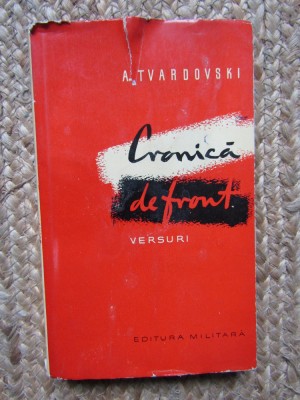 A. TVARDOVSKI
Cronică
de front
VERSURI
EDITURA MILITARĂ